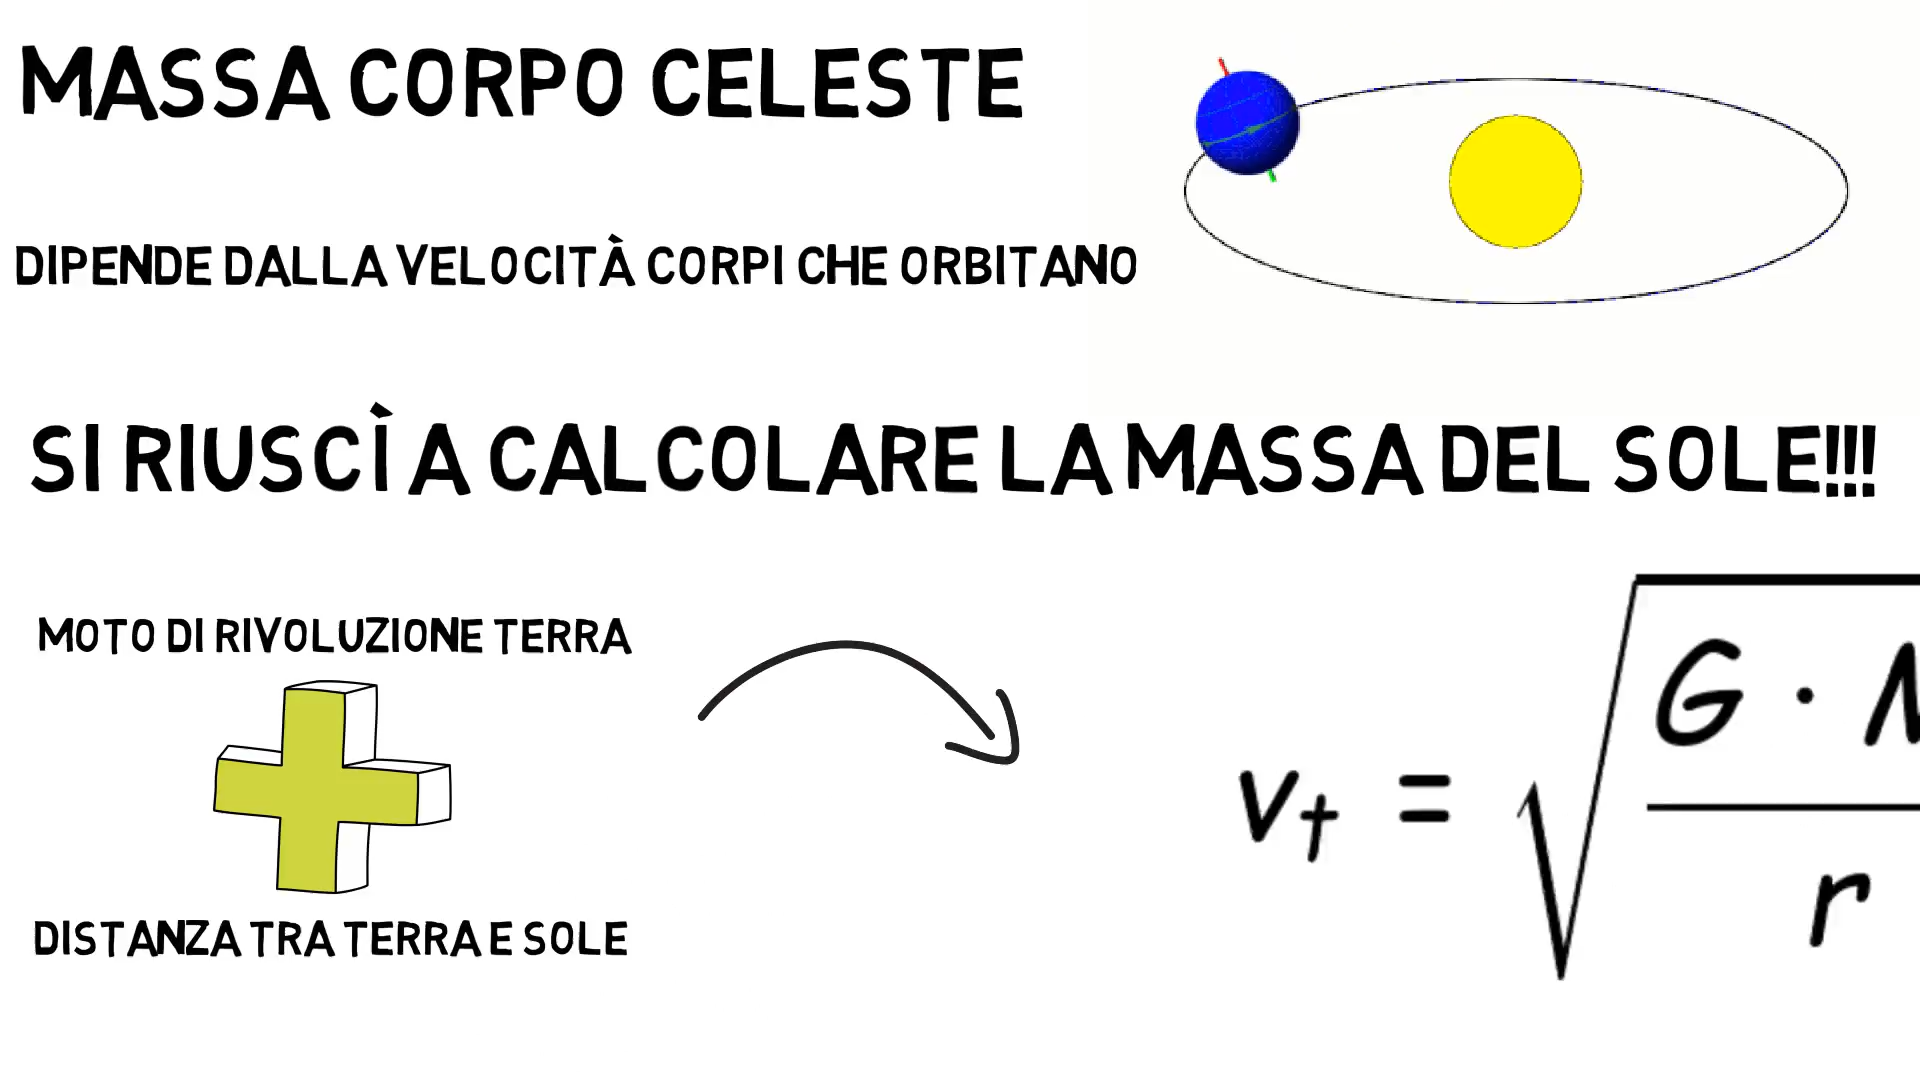 MASSA CORPO CELESTE
DIPENDE DALLA VELOCITÀ CORPI CHE ORBITANO
SI RIUSCÌ A CALCOLARE LA MASSA DEL SOLE!!!
MOTO DI RIVOLUZIONE TERRA
DISTANZA TRA TERRA E SOLE
v_t = √(G ·
r